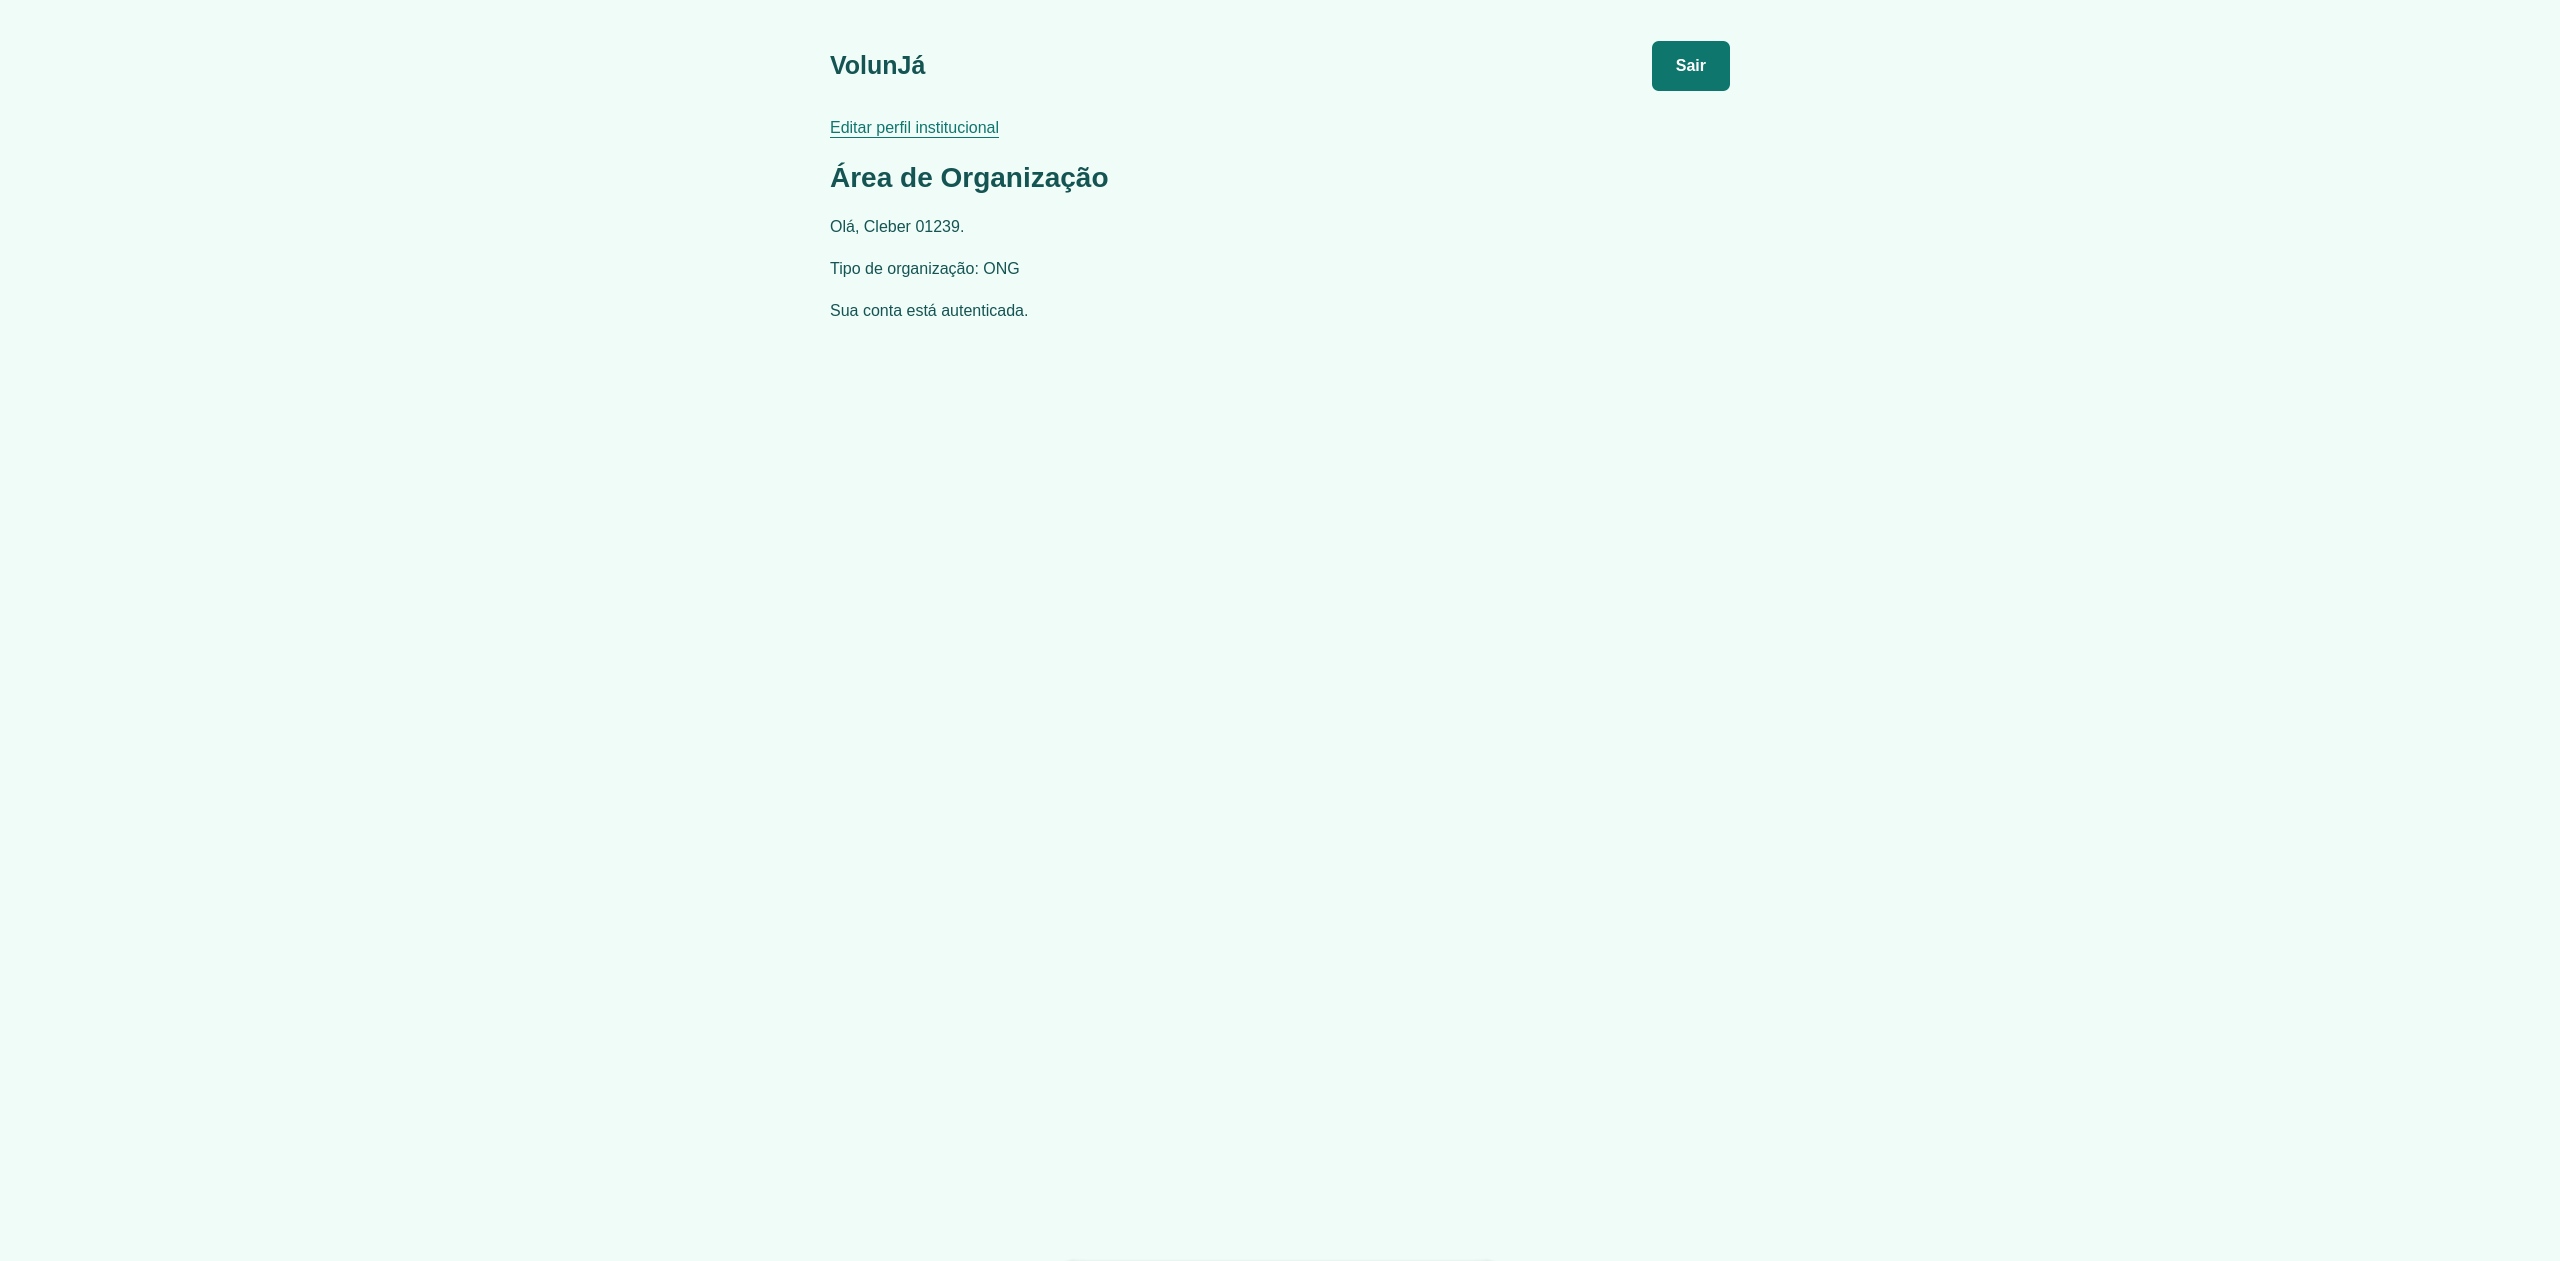 VolunJá
Sair
Editar perfil institucional
Área de Organização
Olá, Cleber 01239.
Tipo de organização: ONG
Sua conta está autenticada.